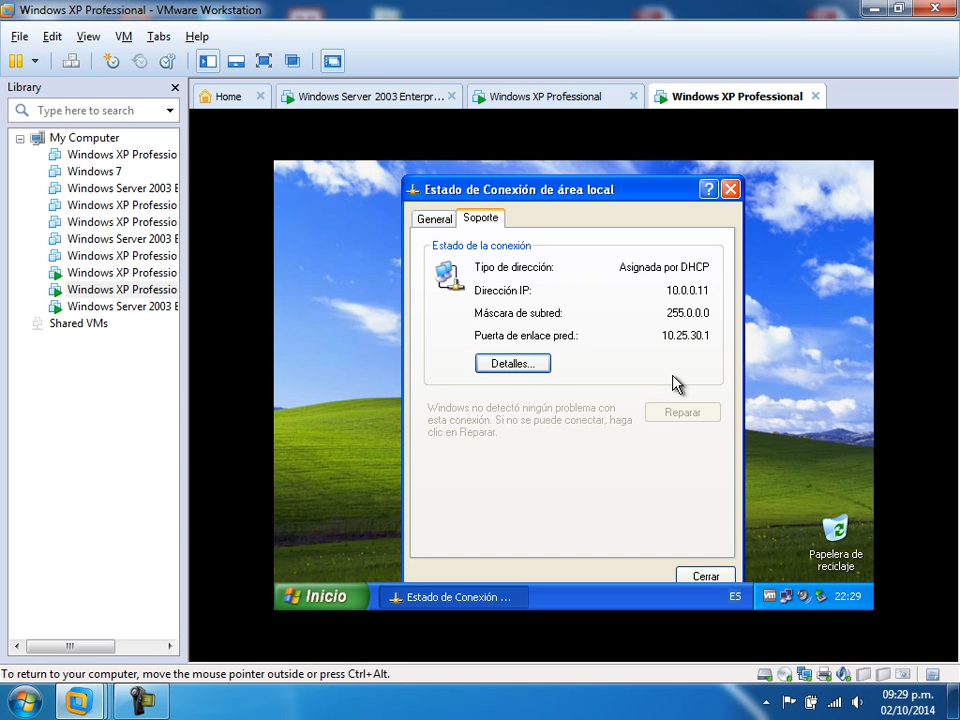 Windows XP Professional - VMware Workstation
File Edit View VM Tabs Help
Library
Type here to search
My Computer
Windows XP Professio
Windows 7
Windows Server 2003 E
Windows XP Professio
Windows XP Professio
Windows Server 2003 E
Windows XP Professio
Windows XP Professio
Windows XP Professio
Windows Server 2003 E
Shared VMs
Home
Windows Server 2003 Enterpr...
Windows XP Professional
Windows XP Professional
Estado de Conexión de área local
General
Soporte
Estado de la conexión
Tipo de dirección: Asignada por DHCP
Dirección IP: 10.0.0.11
Máscara de subred: 255.0.0.0
Puerta de enlace pred.: 10.25.30.1
Detalles...
Windows no detectó ningún problema con
esta conexión. Si no se puede conectar, haga
clic en Reparar.
Reparar
Cerrar
Papelera de
reciclaje
Inicio
Estado de Conexión ...
ES
22:29
To return to your computer, move the mouse pointer outside or press Ctrl+Alt.
09:29 p.m.
02/10/2014